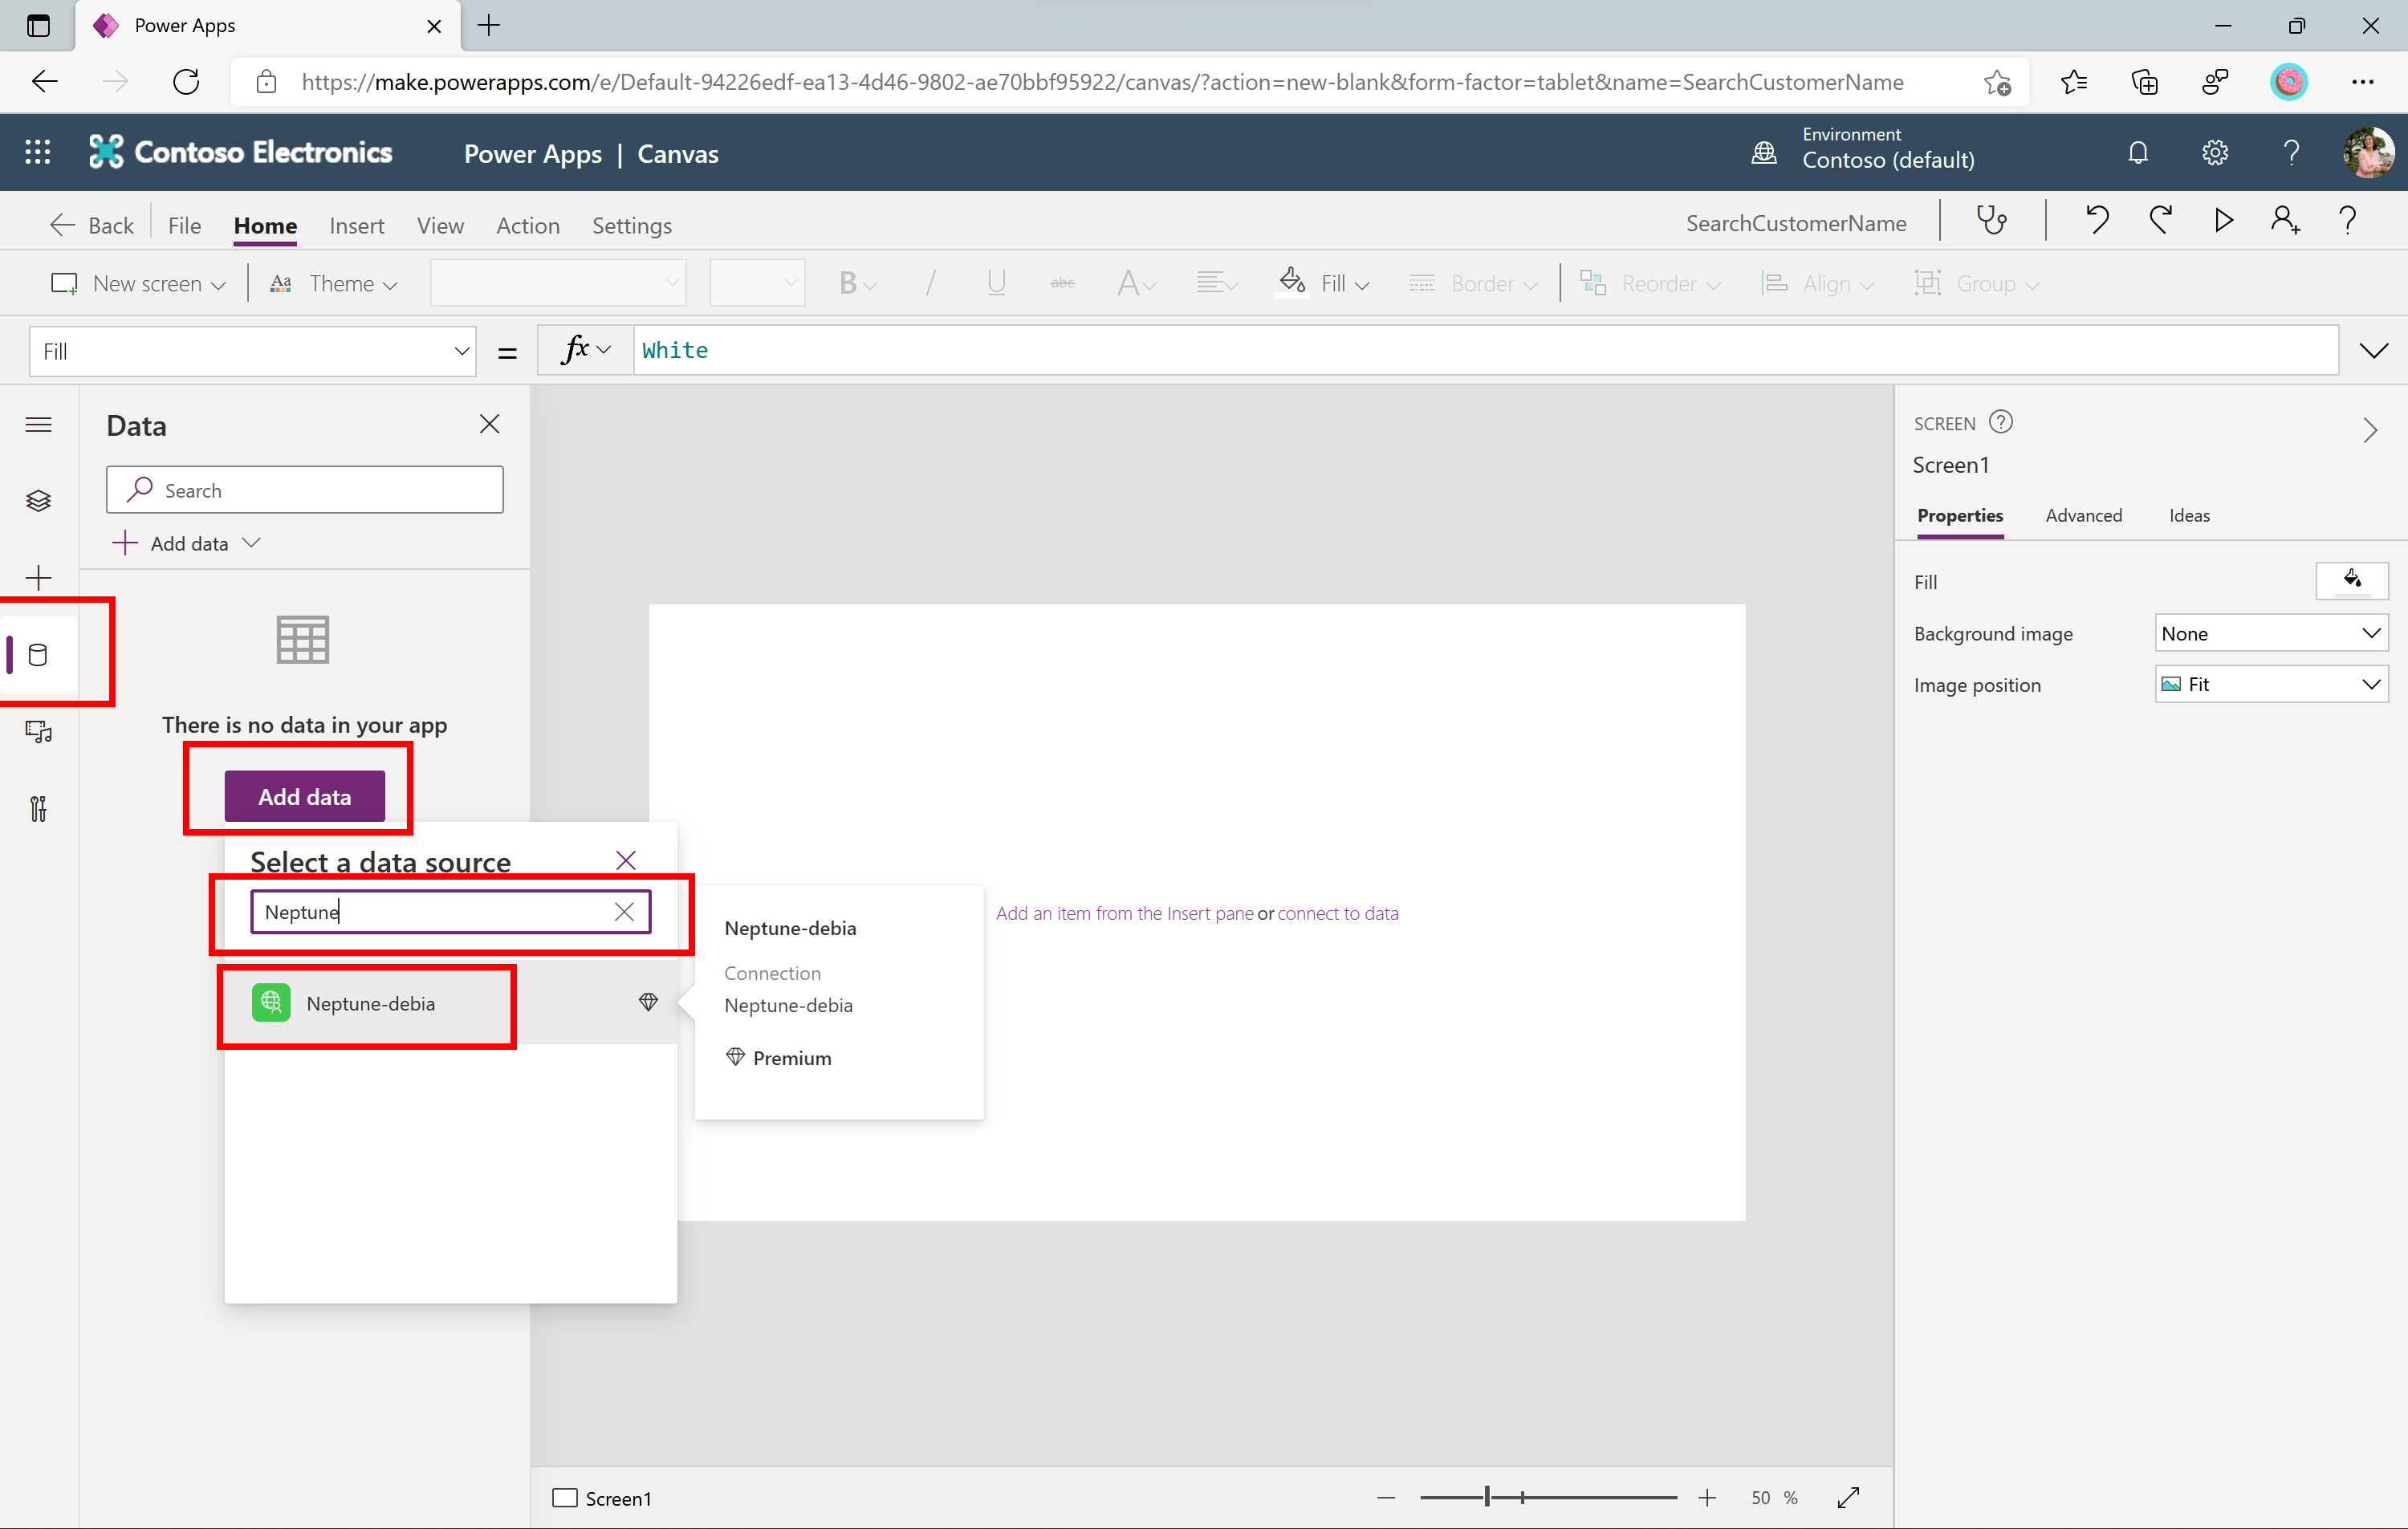 Power Apps
https://make.powerapps.com/e/Default-94226edf-ea13-4d46-9802-ae70bbf95922/canvas/?action=new-blank&form-factor=tablet&name=SearchCustomerName
Contoso Electronics
Power Apps | Canvas
Environment
Contoso (default)
Back
File
Home
Insert
View
Action
Settings
SearchCustomerName
New screen
Aa
Theme
B
/
U
abc
A
Fill
Border
Reorder
Align
Group
Fill
=
fx
White
Data
Search
Add data
There is no data in your app
Add data
Select a data source
Neptune
Neptune-debia
Neptune-debia
Connection
Neptune-debia
Premium
Add an item from the Insert pane or connect to data
SCREEN
Screen1
Properties
Advanced
Ideas
Fill
Background image
None
Image position
Fit
Screen1
50 %